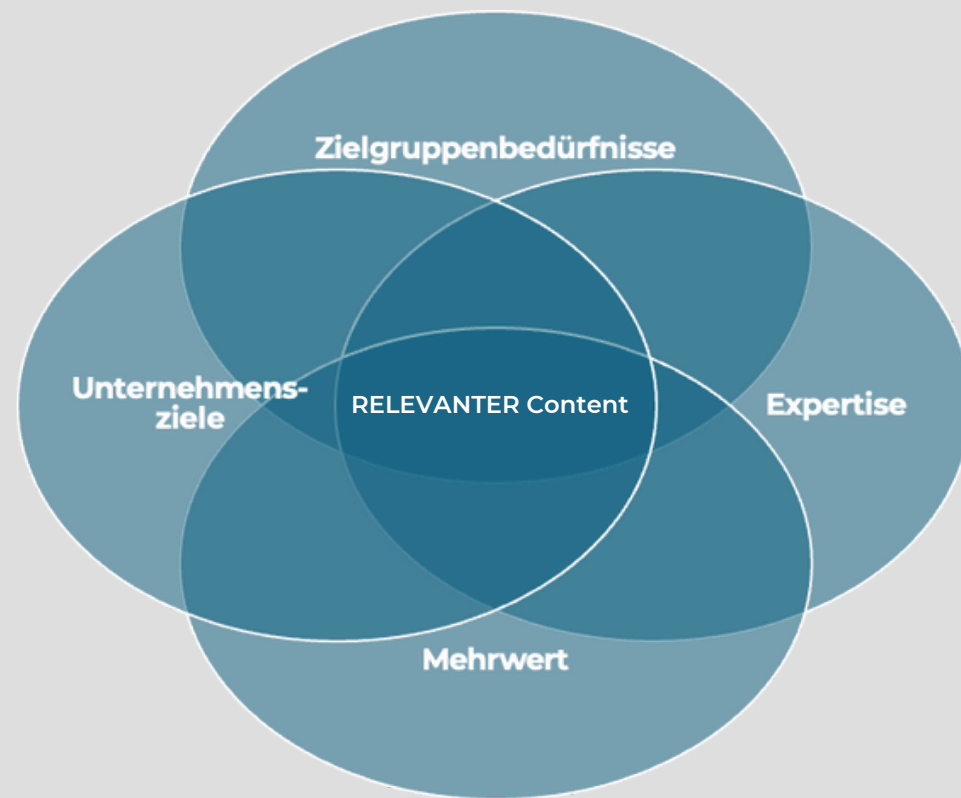 Zielgruppenbedürfnisse
Unternehmens-
ziele
RELEVANTER Content
Expertise
Mehrwert